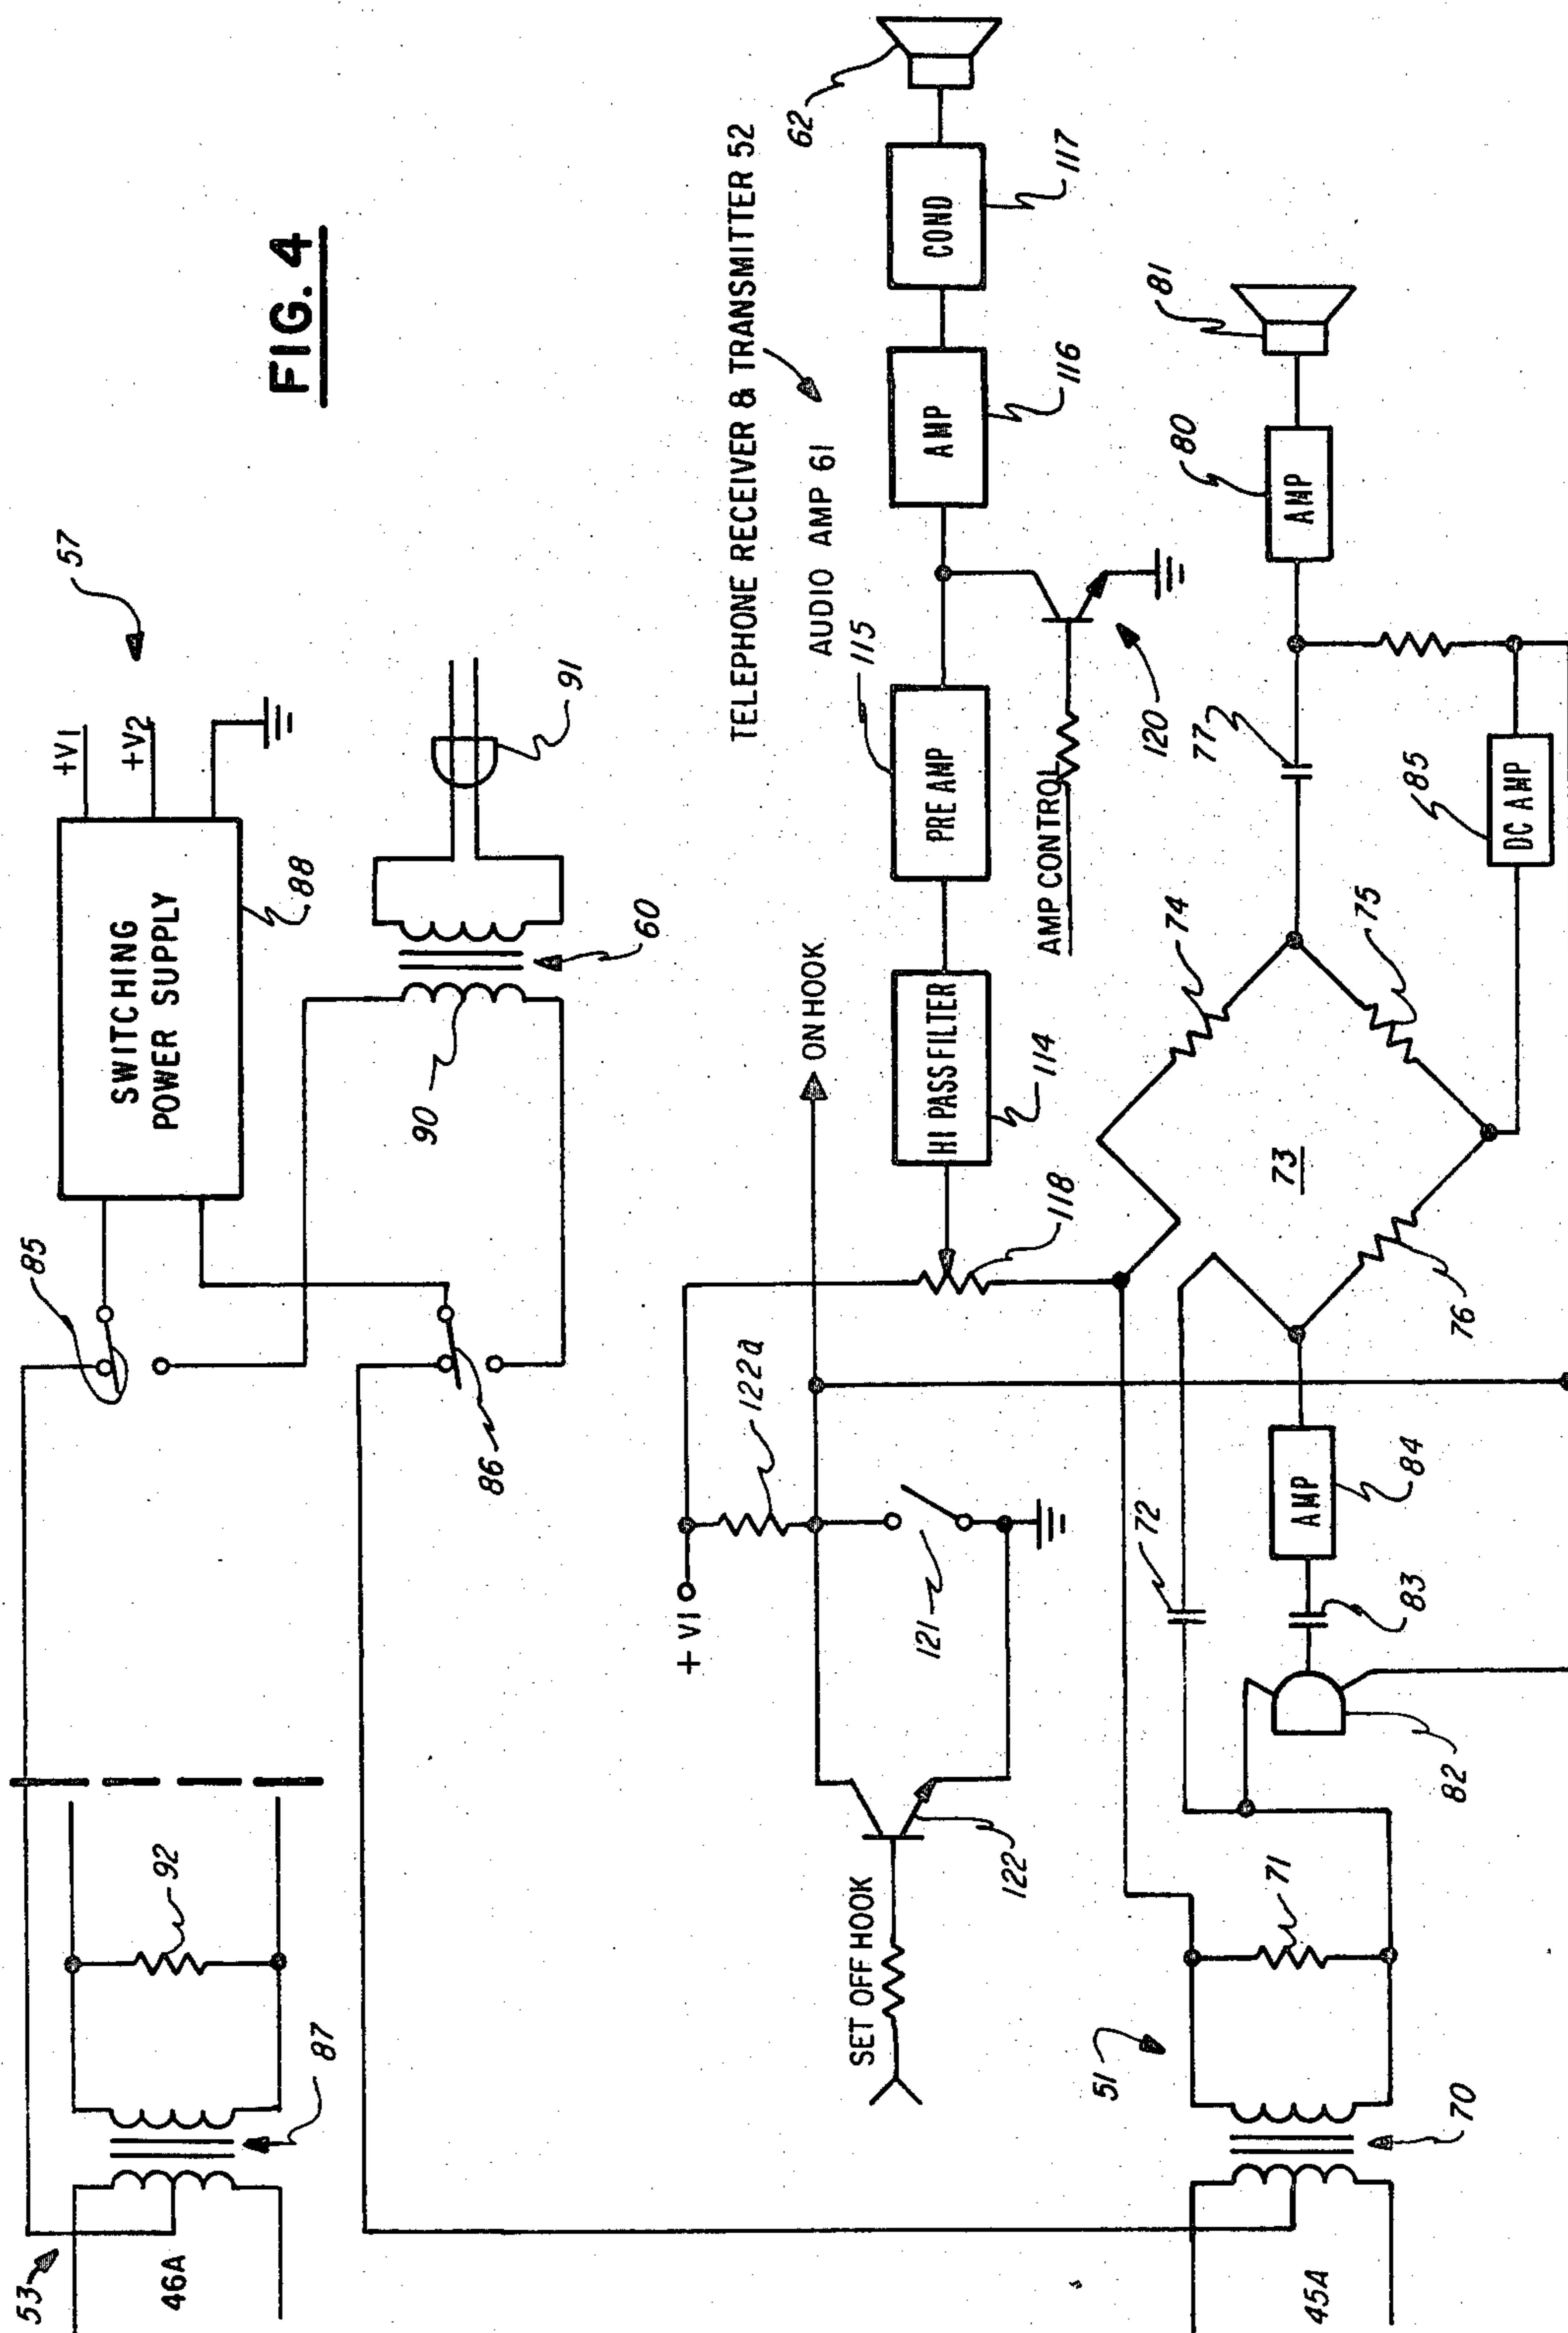 FIG. 4
53
46A
87
92
85
SWITCHING
POWER SUPPLY
88
+V1
+V2
57
86
90
60
91
TELEPHONE RECEIVER & TRANSMITTER 52
AUDIO AMP 61
+ V1
122a
ON HOOK
SET OFF HOOK
122
121
118
HI PASS FILTER
114
PRE AMP
115
AMP
116
COND
117
62
AMP CONTROL
120
51
45A
70
71
72
82
83
AMP
84
73
74
75
76
77
DC AMP
85
AMP
80
81